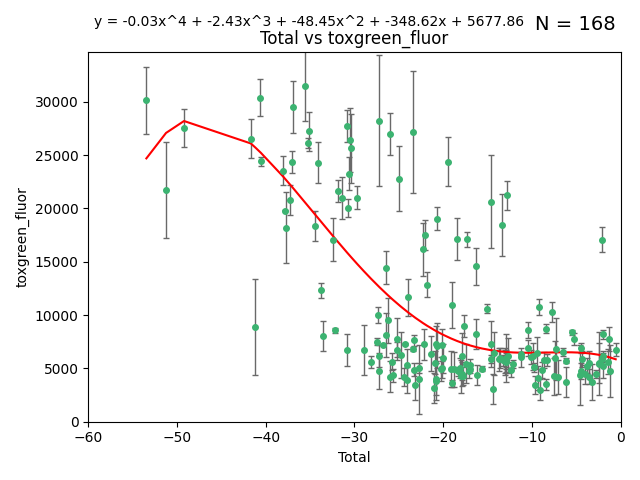 y = -0.03x^4 + -2.43x^3 + -48.45x^2 + -348.62x + 5677.86 N = 168
Total vs toxgreen_fluor
toxgreen_fluor
30000
25000
20000
15000
10000
5000
0
−60 −50 −40 −30 −20 −10 0
Total